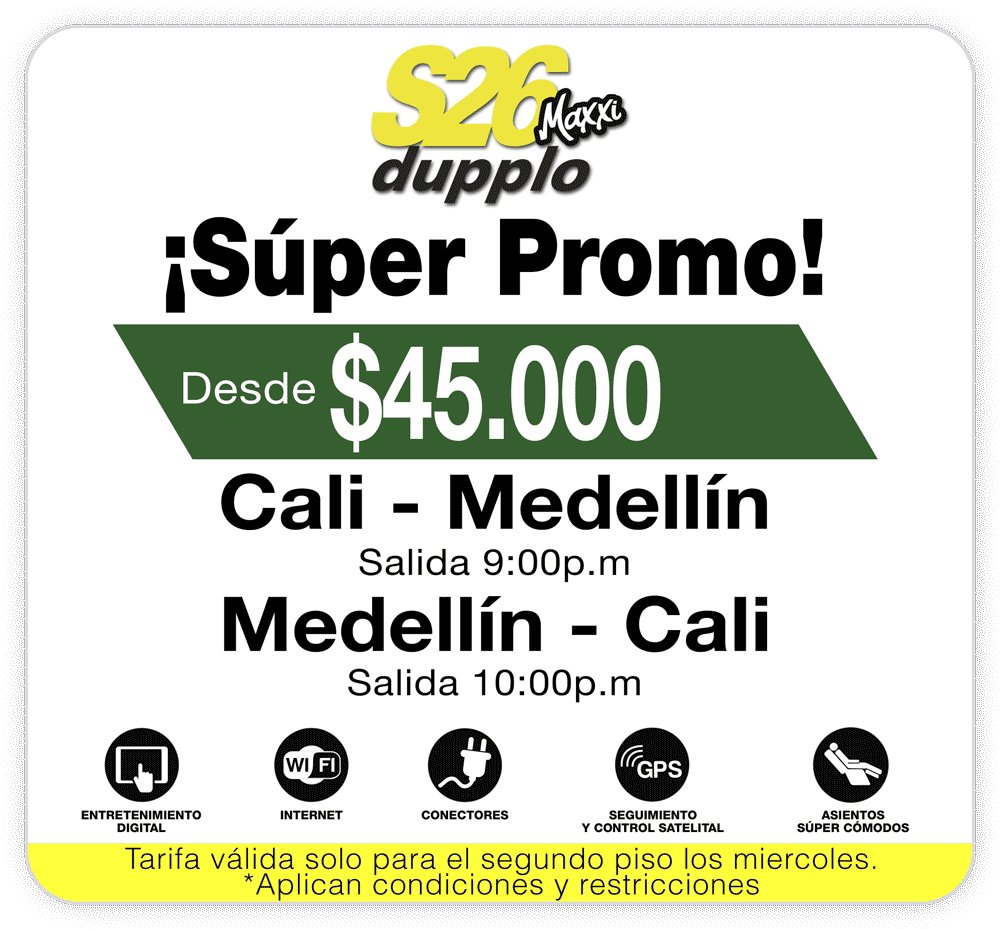 S26 Maxxi
dupplo
¡Súper Promo!
Desde $45.000
Cali - Medellín
Salida 9:00p.m
Medellín - Cali
Salida 10:00p.m
WI FI
GPS
ENTRETENIMIENTO
DIGITAL
INTERNET
CONECTORES
SEGUIMIENTO
Y CONTROL SATELITAL
ASIENTOS
SÚPER CÓMODOS
Tarifa válida solo para el segundo piso los miercoles.
*Aplican condiciones y restricciones